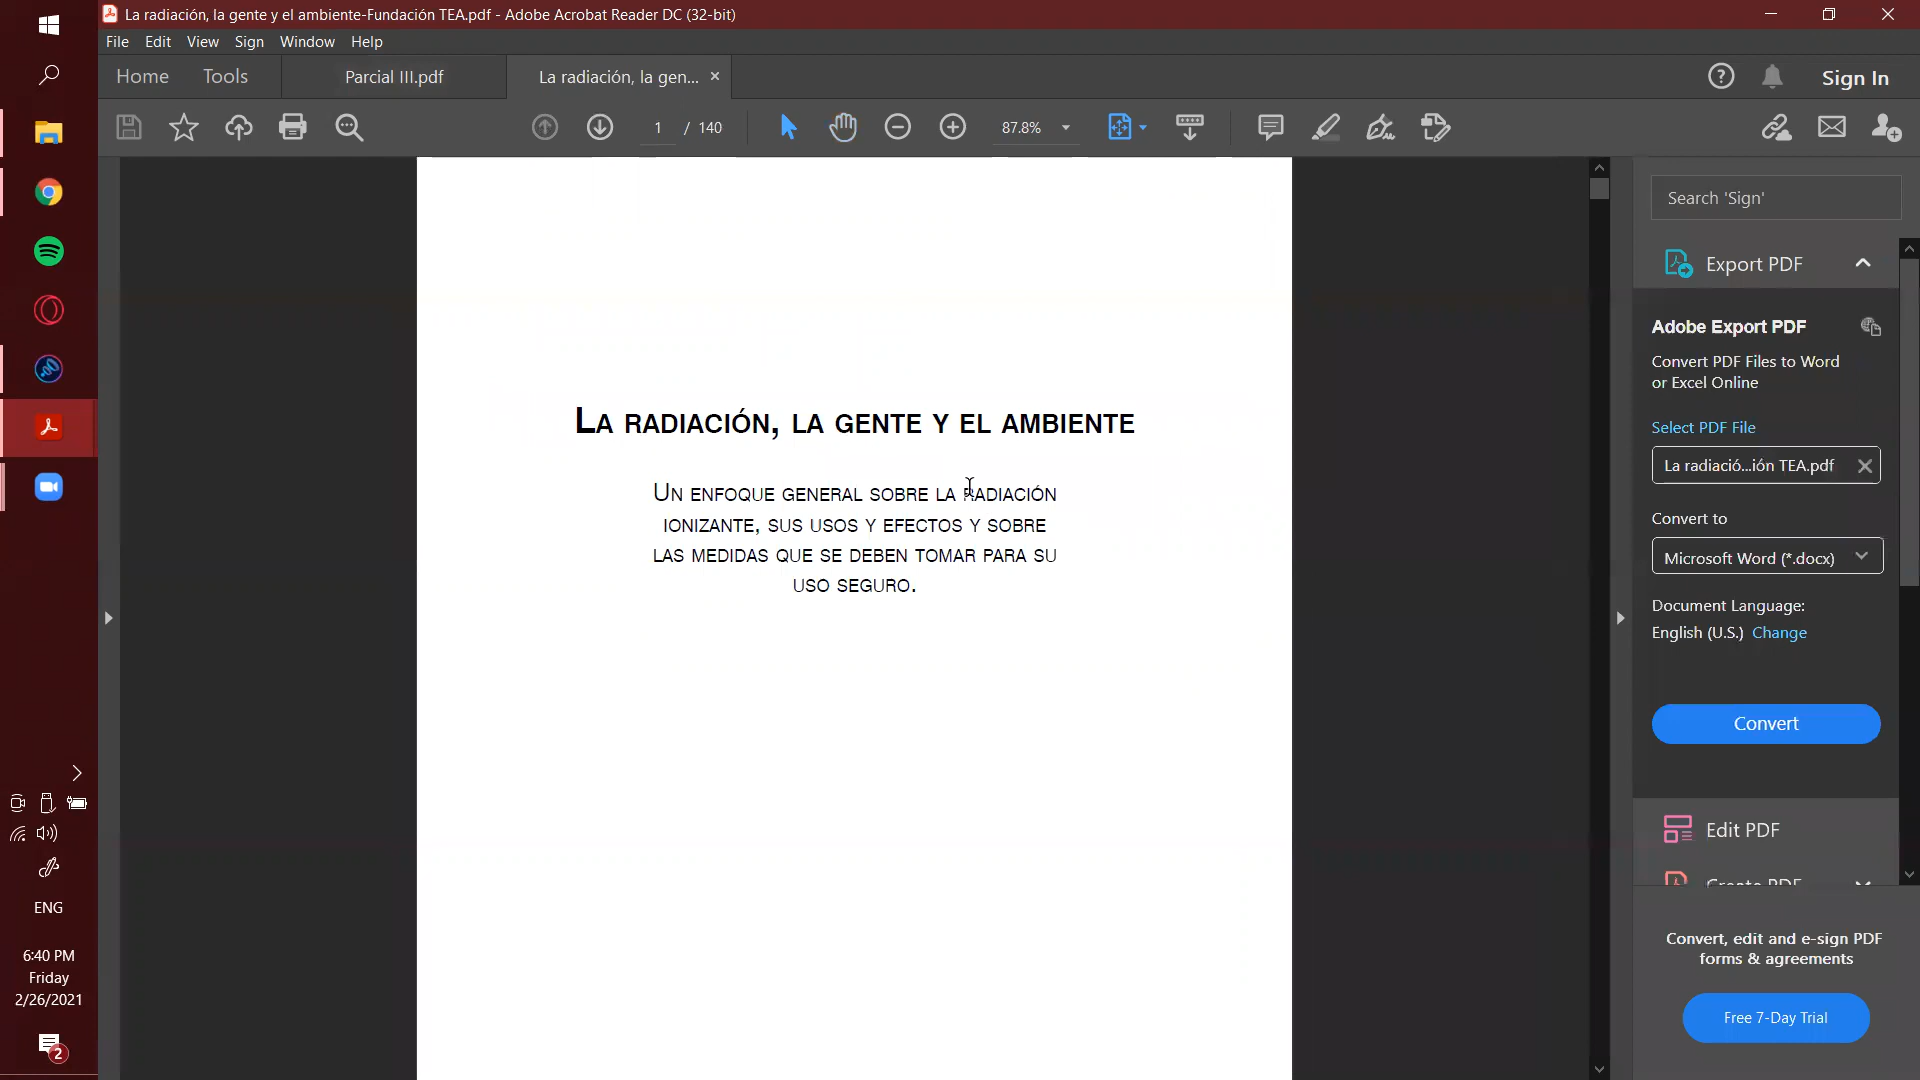 La radiación, la gente y el ambiente-Fundación TEA.pdf - Adobe Acrobat Reader DC (32-bit)
File Edit View Sign Window Help
Home Tools Parcial III.pdf La radiación, la gen... Sign In
1 / 140 87.8%
Search 'Sign'
Export PDF
Adobe Export PDF
Convert PDF Files to Word
or Excel Online
Select PDF File
La radiació...ión TEA.pdf
Convert to
Microsoft Word (*.docx)
Document Language:
English (U.S.) Change
Convert
Edit PDF
Create PDF
Convert, edit and e-sign PDF
forms & agreements
Free 7-Day Trial
LA RADIACIÓN, LA GENTE Y EL AMBIENTE
UN ENFOQUE GENERAL SOBRE LA RADIACIÓN
IONIZANTE, SUS USOS Y EFECTOS Y SOBRE
LAS MEDIDAS QUE SE DEBEN TOMAR PARA SU
USO SEGURO.
ENG
6:40 PM
Friday
2/26/2021
2